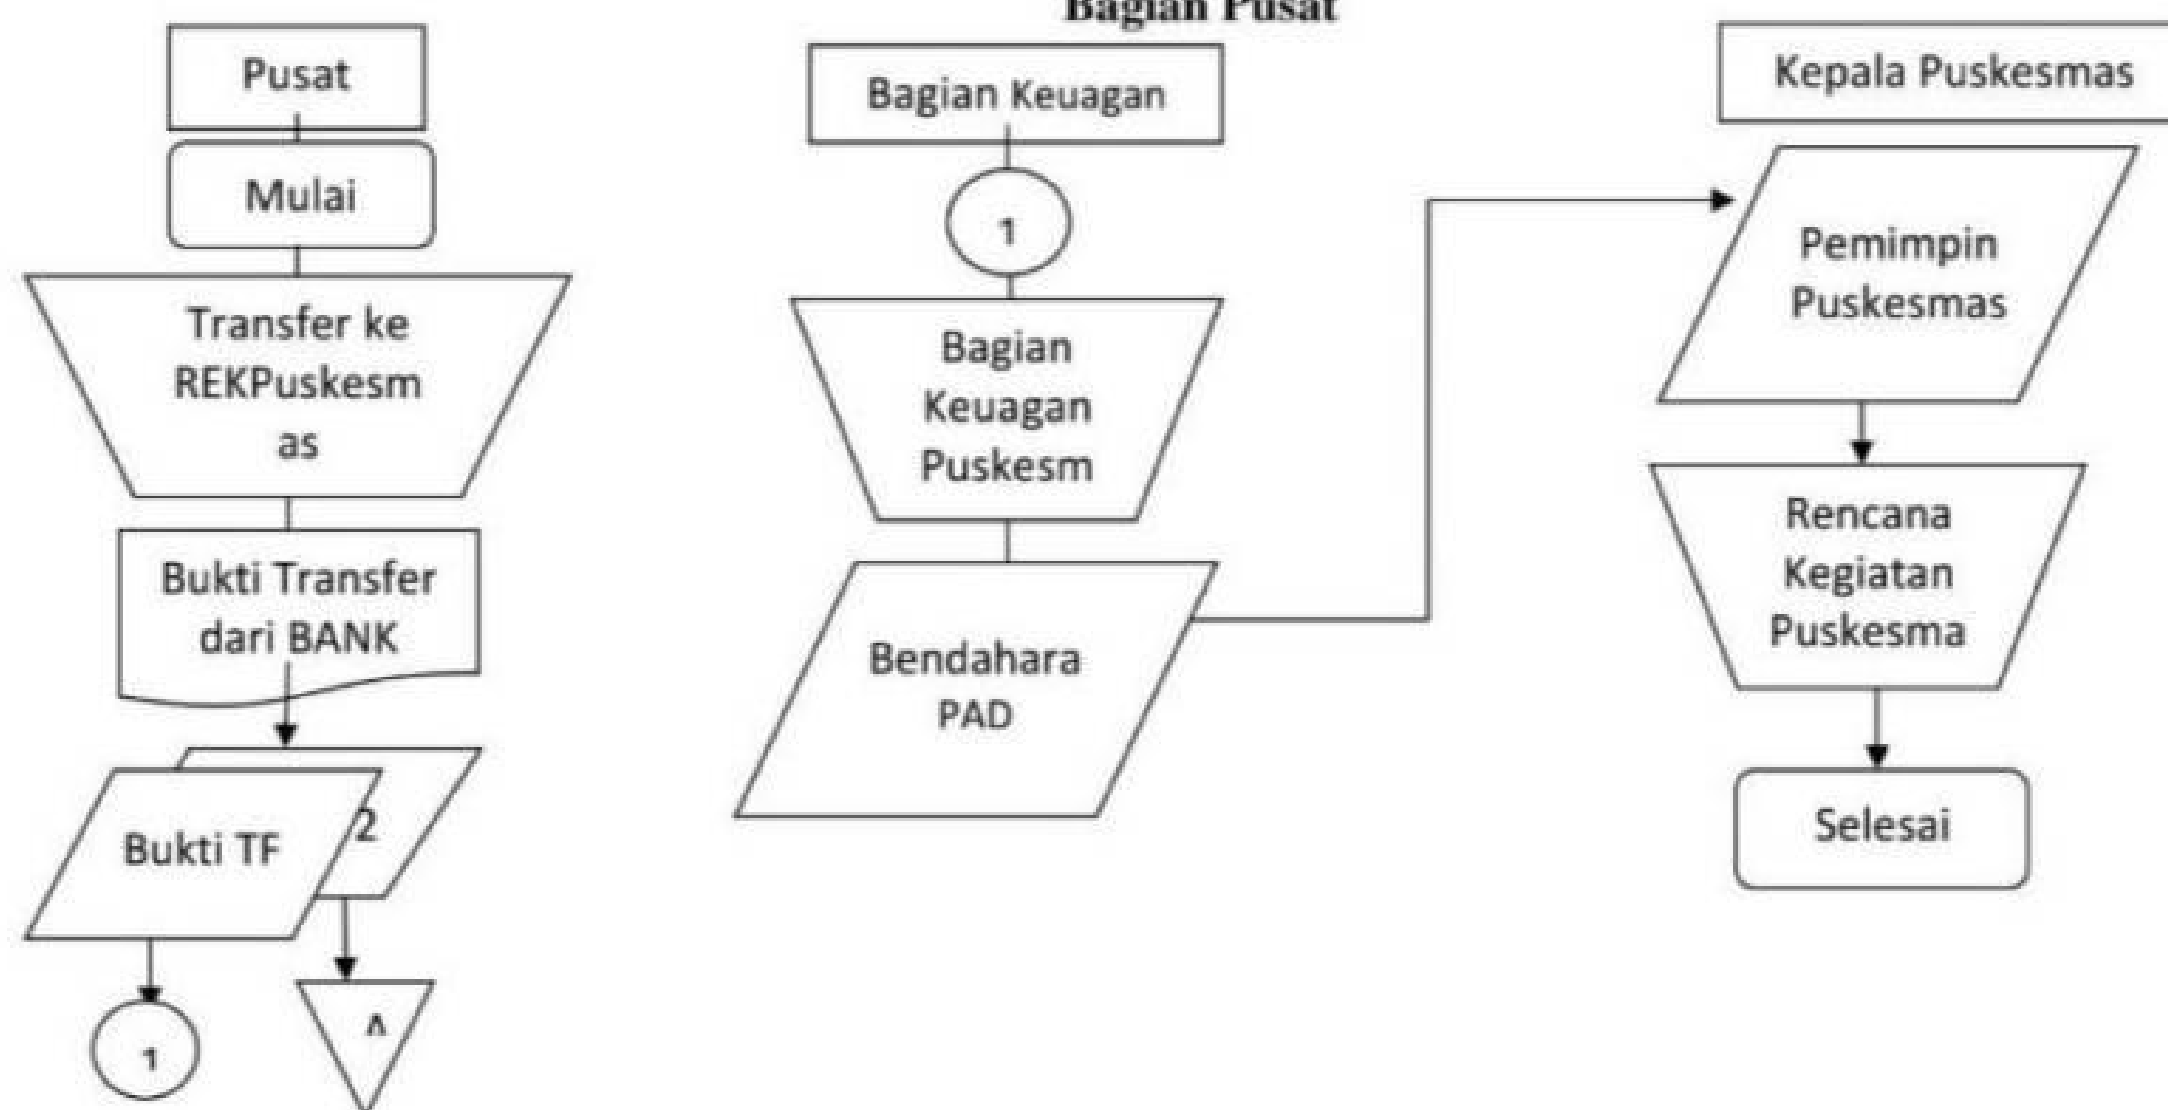 Bagian Pusat
Pusat
Mulai
Transfer ke
REKPuskesm
as
Bukti Transfer
dari BANK
2
Bukti TF
1
A
Bagian Keuagan
1
Bagian
Keuagan
Puskesm
Bendahara
PAD
Kepala Puskesmas
Pemimpin
Puskesmas
Rencana
Kegiatan
Puskesma
Selesai